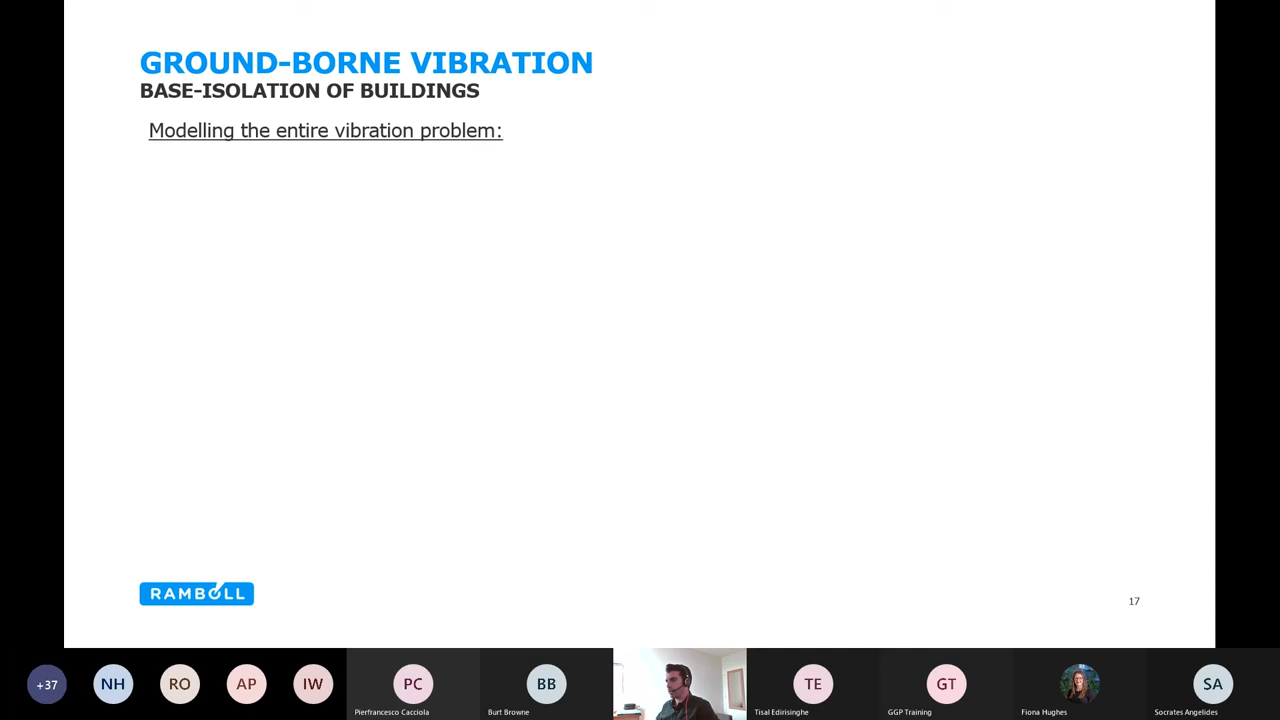 GROUND-BORNE VIBRATION
BASE-ISOLATION OF BUILDINGS
Modelling the entire vibration problem:
RAMBOLL
17
+37
NH
RO
AP
IW
PC
BB
TE
GT
SA
Pierfrancesco Cacciola
Burt Browne
Tisal Edirisinghe
GGP Training
Fiona Hughes
Socrates Angelides